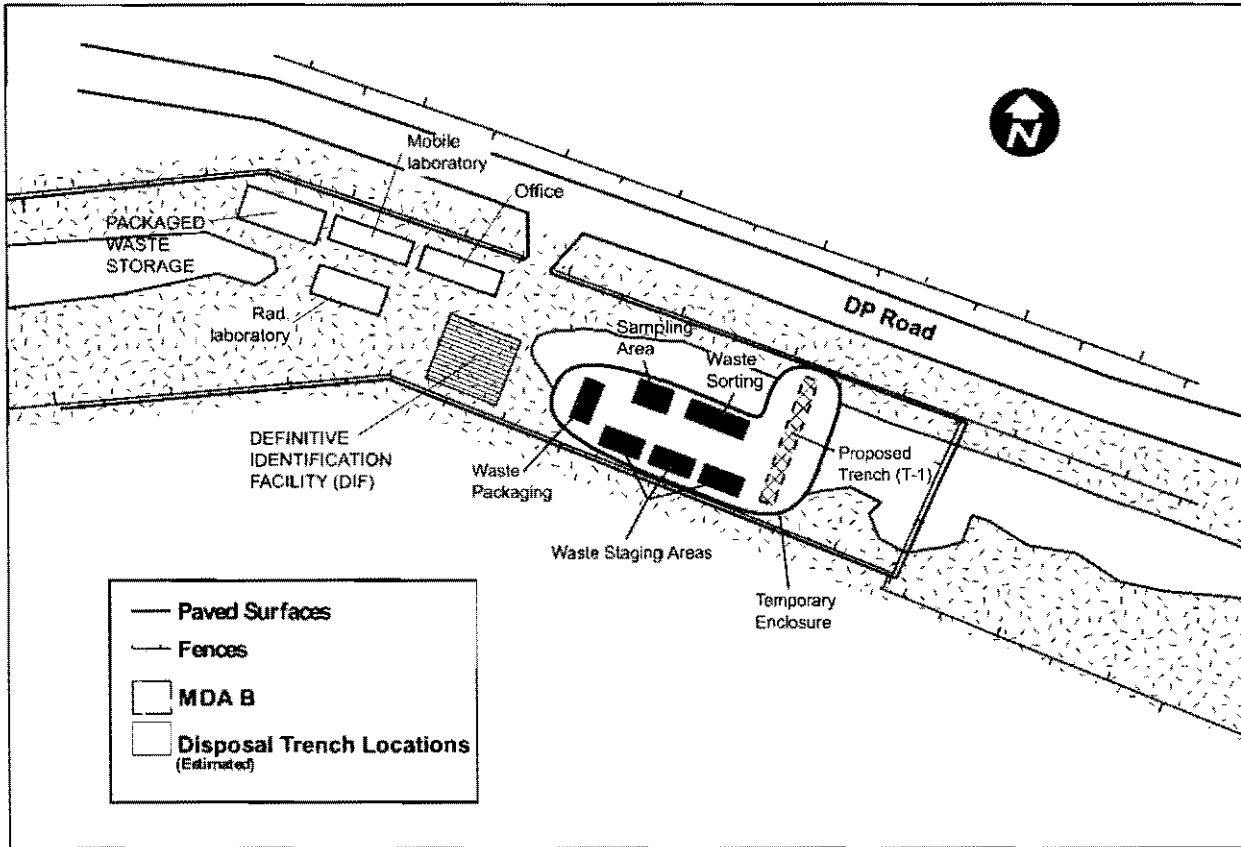 N
Mobile
laboratory
Office
PACKAGED
WASTE
STORAGE
Rad.
laboratory
DP Road
Sampling
Area
Waste
Sorting
DEFINITIVE
IDENTIFICATION
FACILITY (DIF)
Waste
Packaging
Proposed
Trench (T-1)
Waste Staging Areas
Temporary
Enclosure
Paved Surfaces
Fences
MDA B
Disposal Trench Locations
(Estimated)